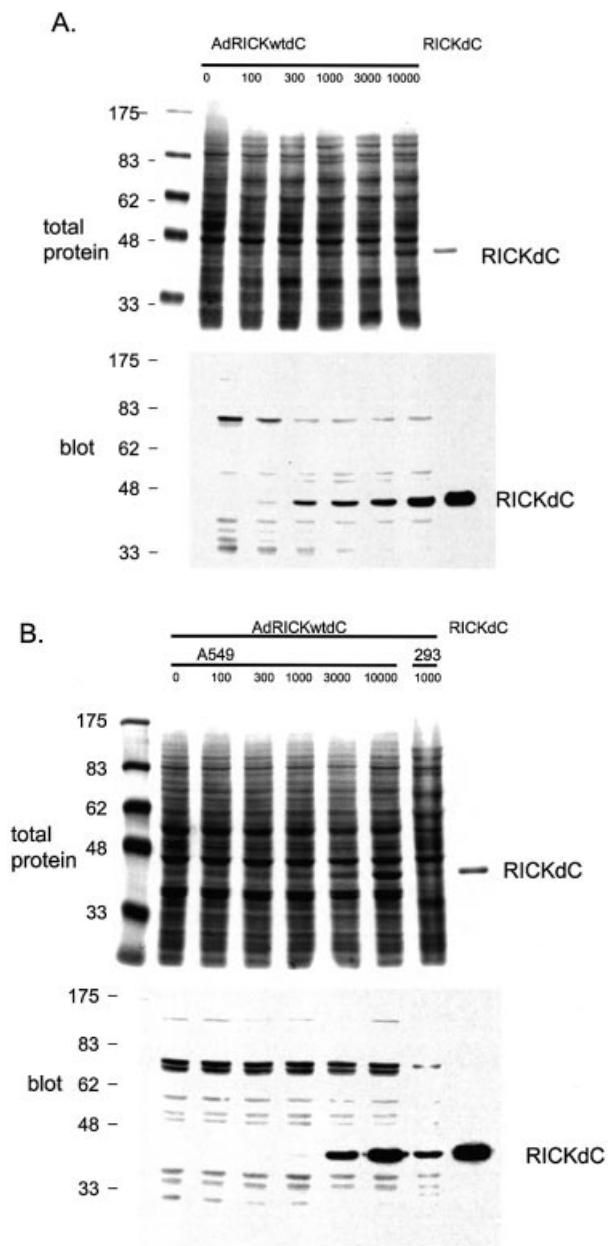 A.
AdRICKwtdC RICKdC
0 100 300 1000 3000 10000
175 -
83 -
62 -
total protein
48 -
RICKdC
33 -
175 -
83 -
blot
62 -
48 -
RICKdC
33 -
B.
AdRICKwtdC RICKdC
A549 293
0 100 300 1000 3000 10000 1000
175 -
83 -
62 -
total protein
48 -
RICKdC
33 -
175 -
83 -
blot
62 -
48 -
RICKdC
33 -